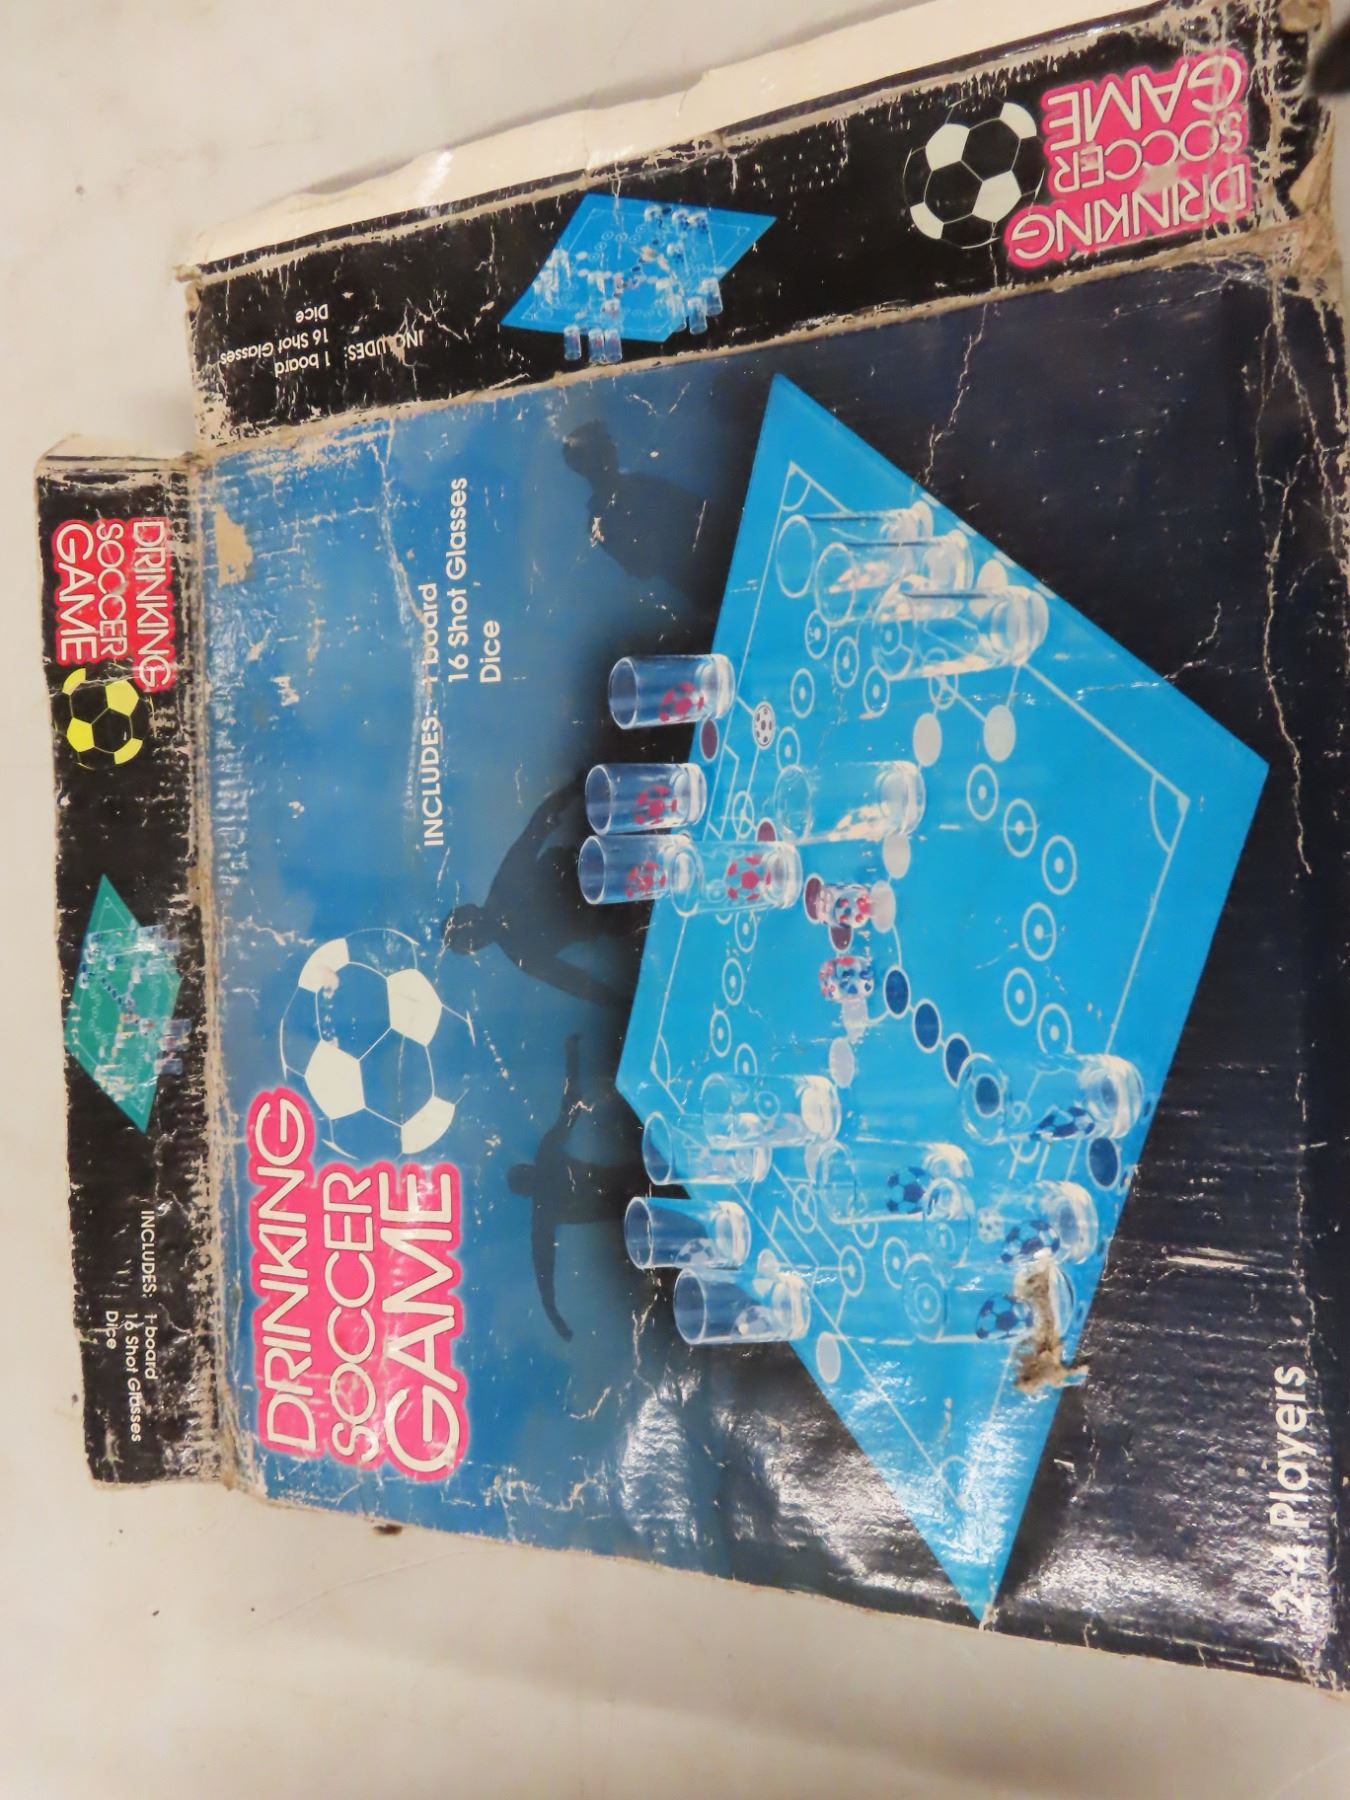 DRINKING
SOCCER
GAME
INCLUDES: 1 board
16 Shot Glasses
Dice
2-4 Players
DRINKING
SOCCER
GAME
INCLUDES:
1 board
16 Shot Glasses
Dice
DRINKING
SOCCER
GAME
INCLUDES: 1 board
16 Shot Glasses
Dice